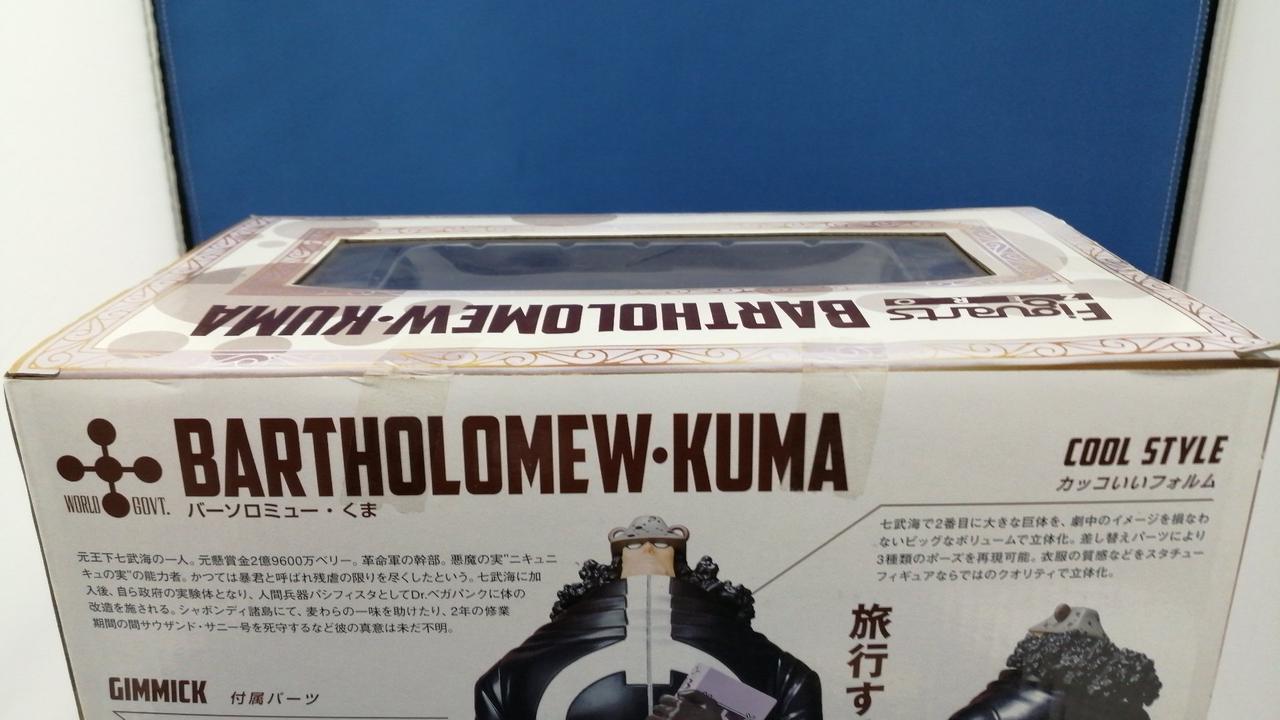 Figuarts ZERO BARTHOLOMEW・KUMA
BARTHOLOMEW・KUMA
WORLD GOVT.
バーソロミュー・くま
元王下七武海の一人。元懸賞金2億9600万ベリー。革命軍の幹部。悪魔の実"ニキュニ
キュの実"の能力者。かつては暴君と呼ばれ残虐の限りを尽くしたという。七武海に加
入後、自ら政府の実験体となり、人間兵器パシフィスタとしてDr.ベガパンクに体の
改造を施される。シャボンディ諸島にて、麦わらの一味を助けたり、2年の修業
期間の間サウザンド・サニー号を死守するなど彼の真意は未だ不明。
GIMMICK 付属パーツ
COOL STYLE
カッコいいフォルム
七武海で2番目に大きな巨体を、劇中のイメージを損なわ
ないビッグなボリュームで立体化。差し替えパーツにより
3種類のポーズを再現可能。衣服の質感などをスタチュー
フィギュアならではのクオリティで立体化。
旅行す